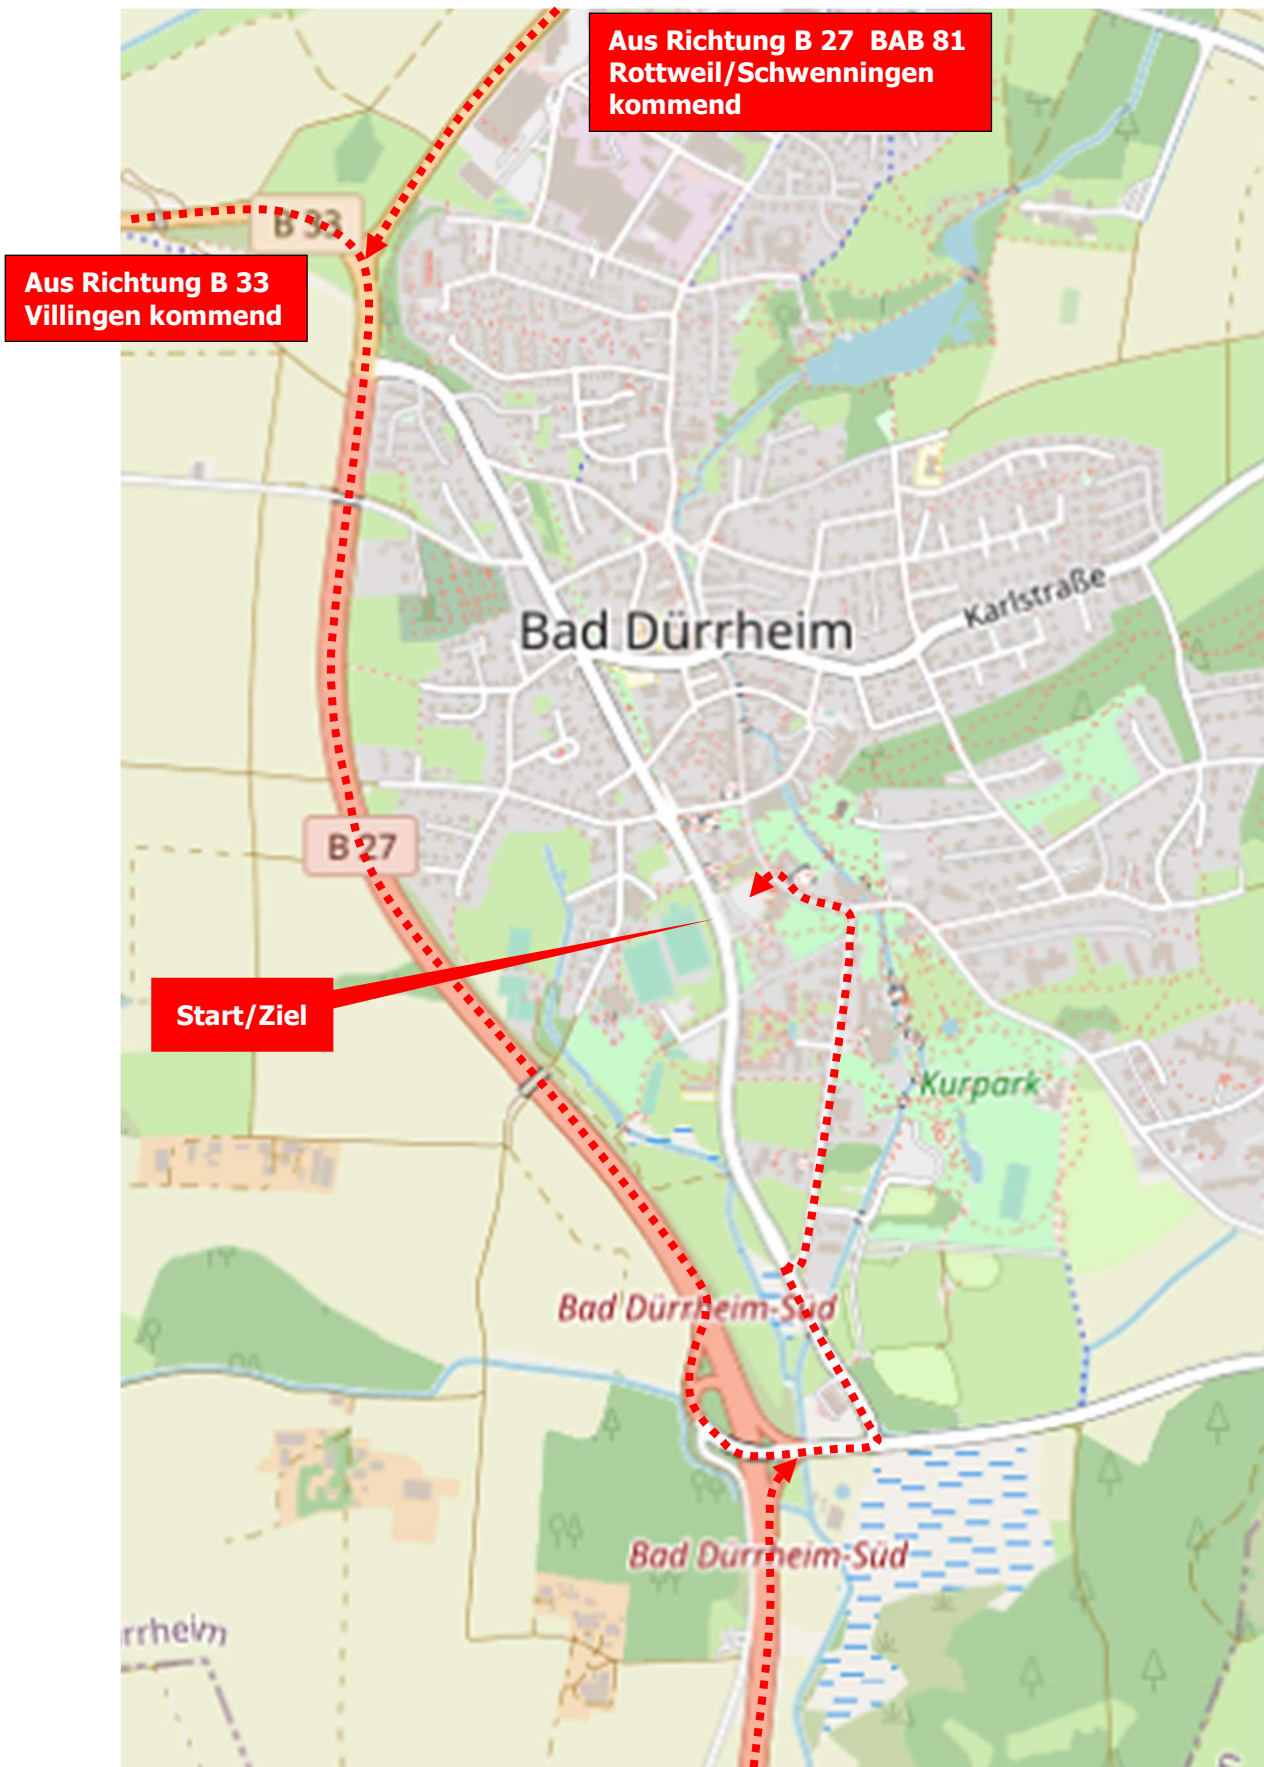 Aus Richtung B 27 BAB 81
Rottweil/Schwenningen
kommend
B 33
Aus Richtung B 33
Villingen kommend
Karlstraße
Bad Dürrheim
B 27
Start/Ziel
Kurpark
Bad Dürrheim-Süd
Bad Dürrheim-Süd
rrheim